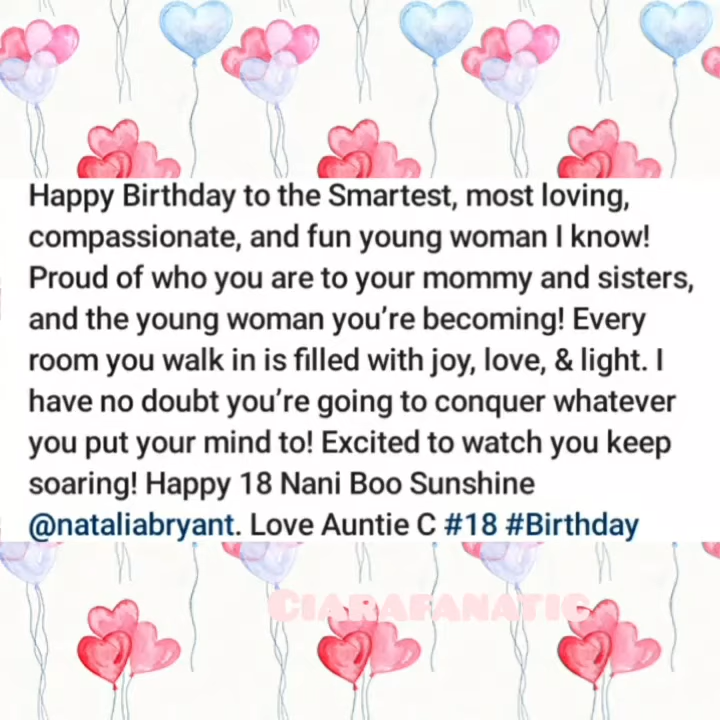 Happy Birthday to the Smartest, most loving,
compassionate, and fun young woman I know!
Proud of who you are to your mommy and sisters,
and the young woman you’re becoming! Every
room you walk in is filled with joy, love, & light. I
have no doubt you’re going to conquer whatever
you put your mind to! Excited to watch you keep
soaring! Happy 18 Nani Boo Sunshine
@nataliabryant. Love Auntie C #18 #Birthday
CIARAFANATIC